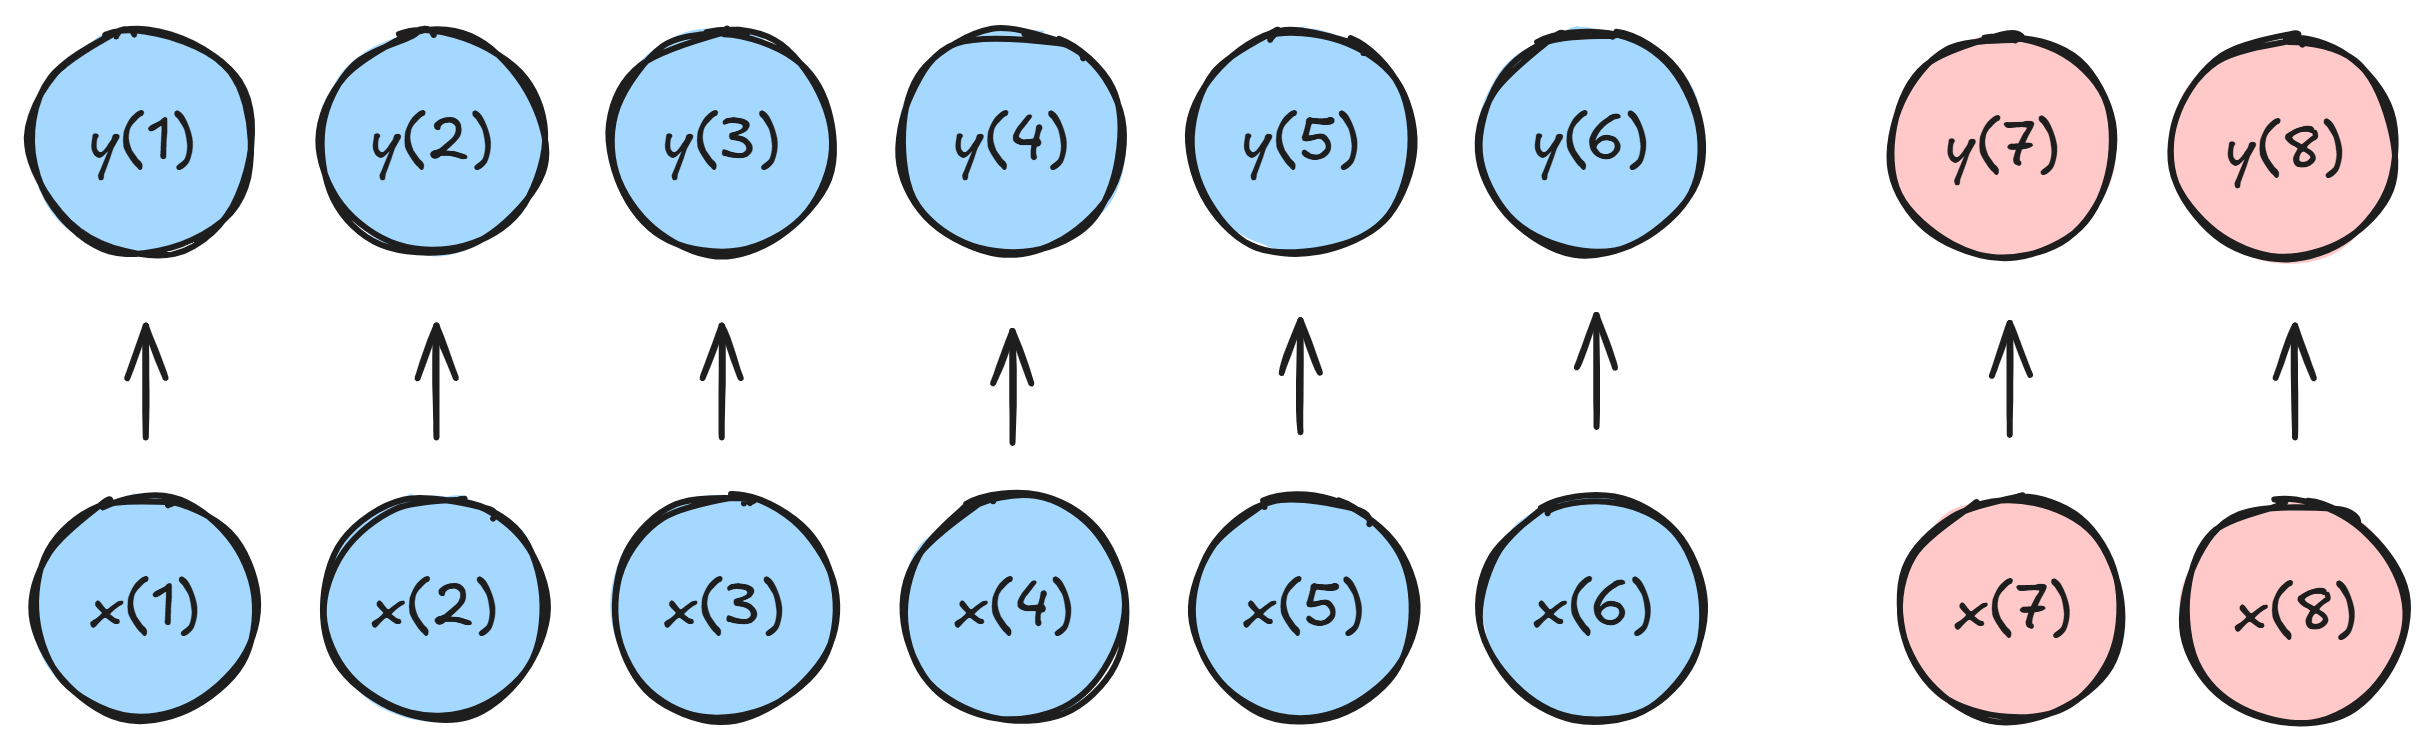 y(1) y(2) y(3) y(4) y(5) y(6) y(7) y(8)
x(1) x(2) x(3) x(4) x(5) x(6) x(7) x(8)